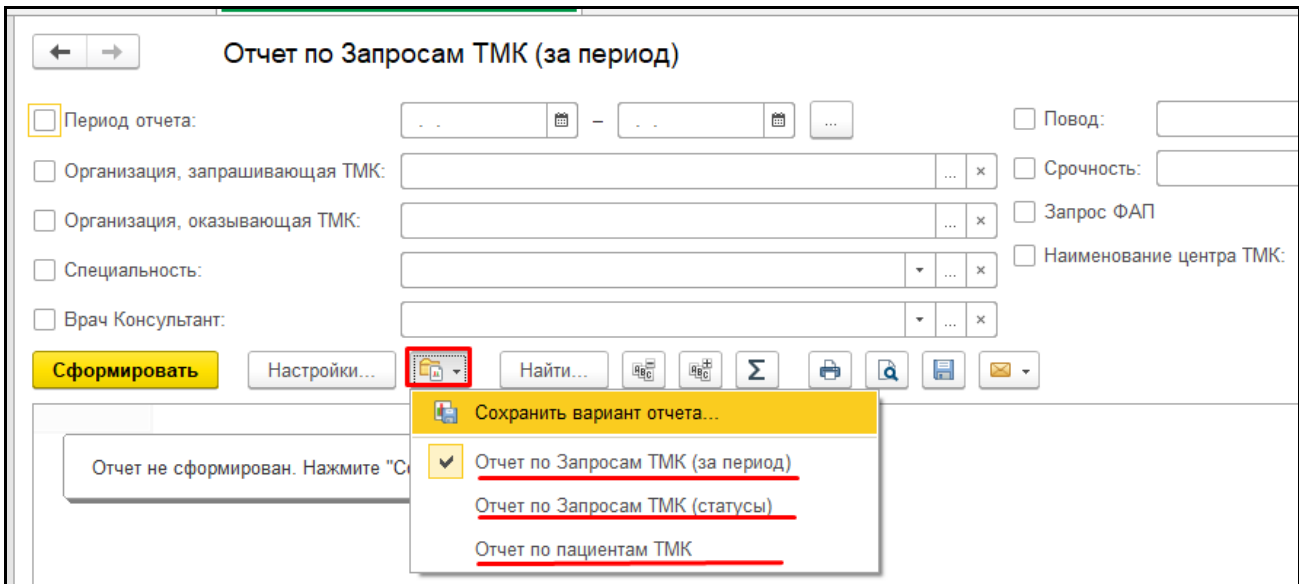 Отчет по Запросам ТМК (за период)
Период отчета:
. .
–
. .
...
Повод:
Организация, запрашивающая ТМК:
... ×
Срочность:
Организация, оказывающая ТМК:
... ×
Запрос ФАП
Специальность:
... ×
Наименование центра ТМК:
Врач Консультант:
... ×
Сформировать
Настройки...
Найти...
ABC
ABC
Σ
Сохранить вариант отчета...
Отчет не сформирован. Нажмите "С
Отчет по Запросам ТМК (за период)
Отчет по Запросам ТМК (статусы)
Отчет по пациентам ТМК